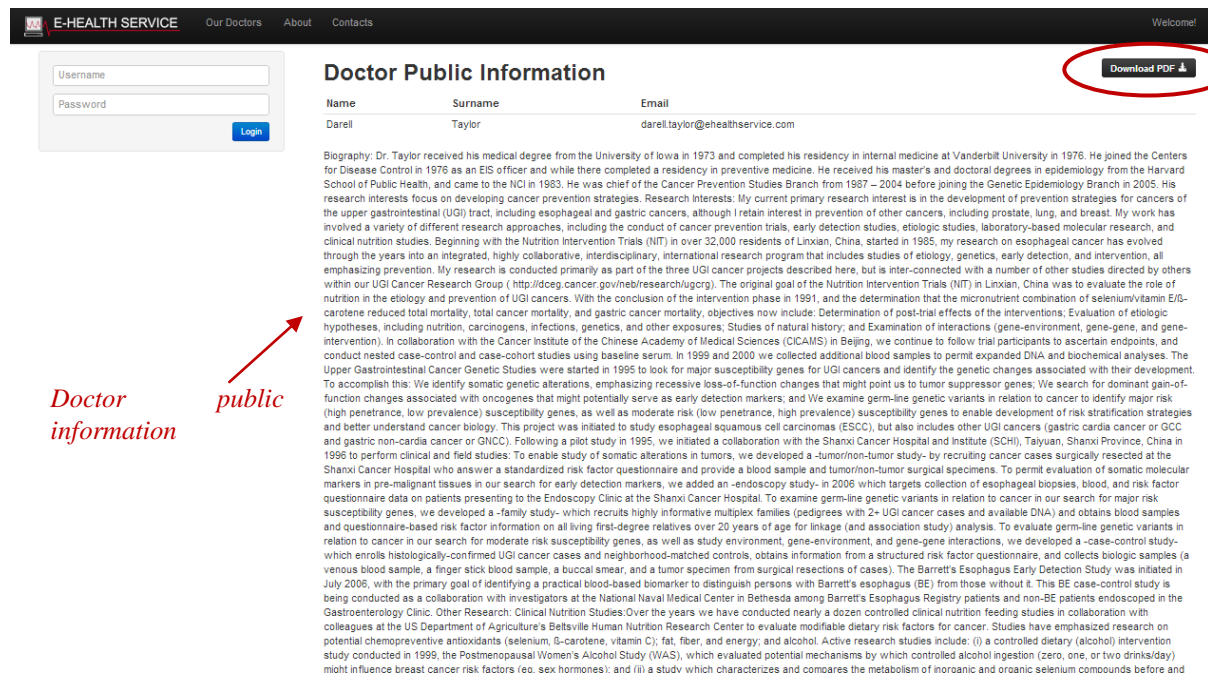 E-HEALTH SERVICE Our Doctors About Contacts Welcome!
Username
Password
Login
Doctor Public Information
Download PDF
Name Surname Email
Darell Taylor darell.taylor@ehealthservice.com
Biography: Dr. Taylor received his medical degree from the University of Iowa in 1973 and completed his residency in internal medicine at Vanderbilt University in 1976. He joined the Centers
for Disease Control in 1976 as an EIS officer and while there completed a residency in preventive medicine. He received his master's and doctoral degrees in epidemiology from the Harvard
School of Public Health, and came to the NCI in 1983. He was chief of the Cancer Prevention Studies Branch from 1987 – 2004 before joining the Genetic Epidemiology Branch in 2005. His
research interests focus on developing cancer prevention strategies. Research Interests: My current primary research interest is in the development of prevention strategies for cancers of
the upper gastrointestinal (UGI) tract, including esophageal and gastric cancers, although I retain interest in prevention of other cancers, including prostate, lung, and breast. My work has
involved a variety of different research approaches, including the conduct of cancer prevention trials, early detection studies, etiologic studies, laboratory-based molecular research, and
clinical nutrition studies. Beginning with the Nutrition Intervention Trials (NIT) in over 32,000 residents of Linxian, China, started in 1985, my research on esophageal cancer has evolved
through the years into an integrated, highly collaborative, interdisciplinary, international research program that includes studies of etiology, genetics, early detection, and intervention, all
emphasizing prevention. My research is conducted primarily as part of the three UGI cancer projects described here, but is inter-connected with a number of other studies directed by others
within our UGI Cancer Research Group ( http://dceg.cancer.gov/neb/research/ugcrg). The original goal of the Nutrition Intervention Trials (NIT) in Linxian, China was to evaluate the role of
nutrition in the etiology and prevention of UGI cancers. With the conclusion of the intervention phase in 1991, and the determination that the micronutrient combination of selenium/vitamin E/ß-
carotene reduced total mortality, total cancer mortality, and gastric cancer mortality, objectives now include: Determination of post-trial effects of the interventions; Evaluation of etiologic
hypotheses, including nutrition, carcinogens, infections, genetics, and other exposures; Studies of natural history; and Examination of interactions (gene-environment, gene-gene, and gene-
intervention). In collaboration with the Cancer Institute of the Chinese Academy of Medical Sciences (CICAMS) in Beijing, we continue to follow trial participants to ascertain endpoints, and
conduct nested case-control and case-cohort studies using baseline serum. In 1999 and 2000 we collected additional blood samples to permit expanded DNA and biochemical analyses. The
Upper Gastrointestinal Cancer Genetic Studies were started in 1995 to look for major susceptibility genes for UGI cancers and identify the genetic changes associated with their development.
To accomplish this: We identify somatic genetic alterations, emphasizing recessive loss-of-function changes that might point us to tumor suppressor genes; We search for dominant gain-of-
function changes associated with oncogenes that might potentially serve as early detection markers; and We examine germ-line genetic variants in relation to cancer to identify major risk
(high penetrance, low prevalence) susceptibility genes, as well as moderate risk (low penetrance, high prevalence) susceptibility genes to enable development of risk stratification strategies
and better understand cancer biology. This project was initiated to study esophageal squamous cell carcinomas (ESCC), but also includes other UGI cancers (gastric cardia cancer or GCC
and gastric non-cardia cancer or GNCC). Following a pilot study in 1995, we initiated a collaboration with the Shanxi Cancer Hospital and Institute (SCHI), Taiyuan, Shanxi Province, China in
1996 to perform clinical and field studies: To enable study of somatic alterations in tumors, we developed a -tumor/non-tumor study- by recruiting cancer cases surgically resected at the
Shanxi Cancer Hospital who answer a standardized risk factor questionnaire and provide a blood sample and tumor/non-tumor surgical specimens. To permit evaluation of somatic molecular
markers in pre-malignant tissues in our search for early detection markers, we added an -endoscopy study- in 2006 which targets collection of esophageal biopsies, blood, and risk factor
questionnaire data on patients presenting to the Endoscopy Clinic at the Shanxi Cancer Hospital. To examine germ-line genetic variants in relation to cancer in our search for major risk
susceptibility genes, we developed a -family study- which recruits highly informative multiplex families (pedigrees with 2+ UGI cancer cases and available DNA) and obtains blood samples
and questionnaire-based risk factor information on all living first-degree relatives over 20 years of age for linkage (and association study) analysis. To evaluate germ-line genetic variants in
relation to cancer in our search for moderate risk susceptibility genes, as well as study environment, gene-environment, and gene-gene interactions, we developed a -case-control study-
which enrolls histologically-confirmed UGI cancer cases and neighborhood-matched controls, obtains information from a structured risk factor questionnaire, and collects biologic samples (a
venous blood sample, a finger stick blood sample, a buccal smear, and a tumor specimen from surgical resections of cases). The Barrett's Esophagus Early Detection Study was initiated in
July 2006, with the primary goal of identifying a practical blood-based biomarker to distinguish persons with Barrett's esophagus (BE) from those without it. This BE case-control study is
being conducted as a collaboration with investigators at the National Naval Medical Center in Bethesda among Barrett's Esophagus Registry patients and non-BE patients endoscoped in the
Gastroenterology Clinic. Other Research: Clinical Nutrition Studies:Over the years we have conducted nearly a dozen controlled clinical nutrition feeding studies in collaboration with
colleagues at the US Department of Agriculture's Beltsville Human Nutrition Research Center to evaluate modifiable dietary risk factors for cancer. Studies have emphasized research on
potential chemopreventive antioxidants (selenium, ß-carotene, vitamin C); fat, fiber, and energy; and alcohol. Active research studies include: (i) a controlled dietary (alcohol) intervention
study conducted in 1999, the Postmenopausal Women's Alcohol Study (WAS), which evaluated potential mechanisms by which controlled alcohol ingestion (zero, one, or two drinks/day)
might influence breast cancer risk factors (eg. sex hormones); and (ii) a study which characterizes and compares the metabolism of inorganic and organic selenium compounds before and
Doctor public
information